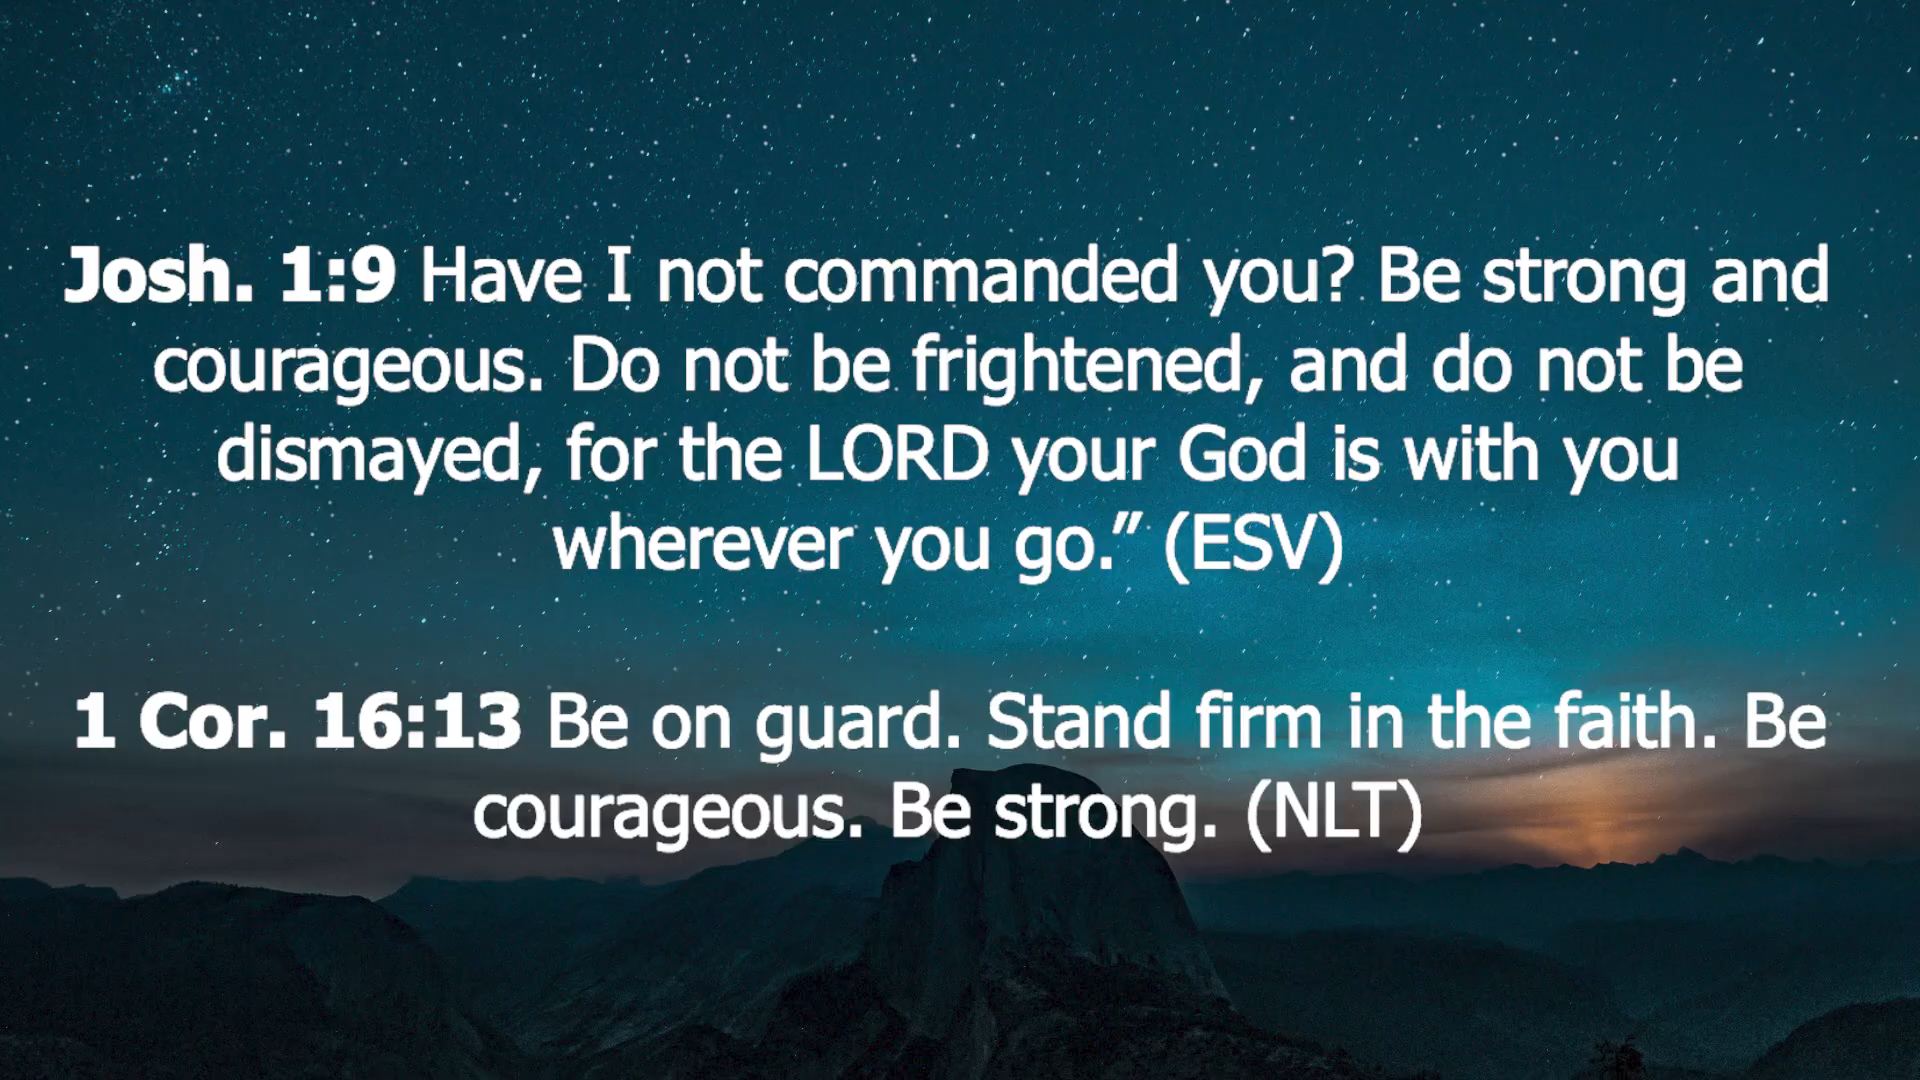 Josh. 1:9 Have I not commanded you? Be strong and
courageous. Do not be frightened, and do not be
dismayed, for the LORD your God is with you
wherever you go.” (ESV)
1 Cor. 16:13 Be on guard. Stand firm in the faith. Be
courageous. Be strong. (NLT)